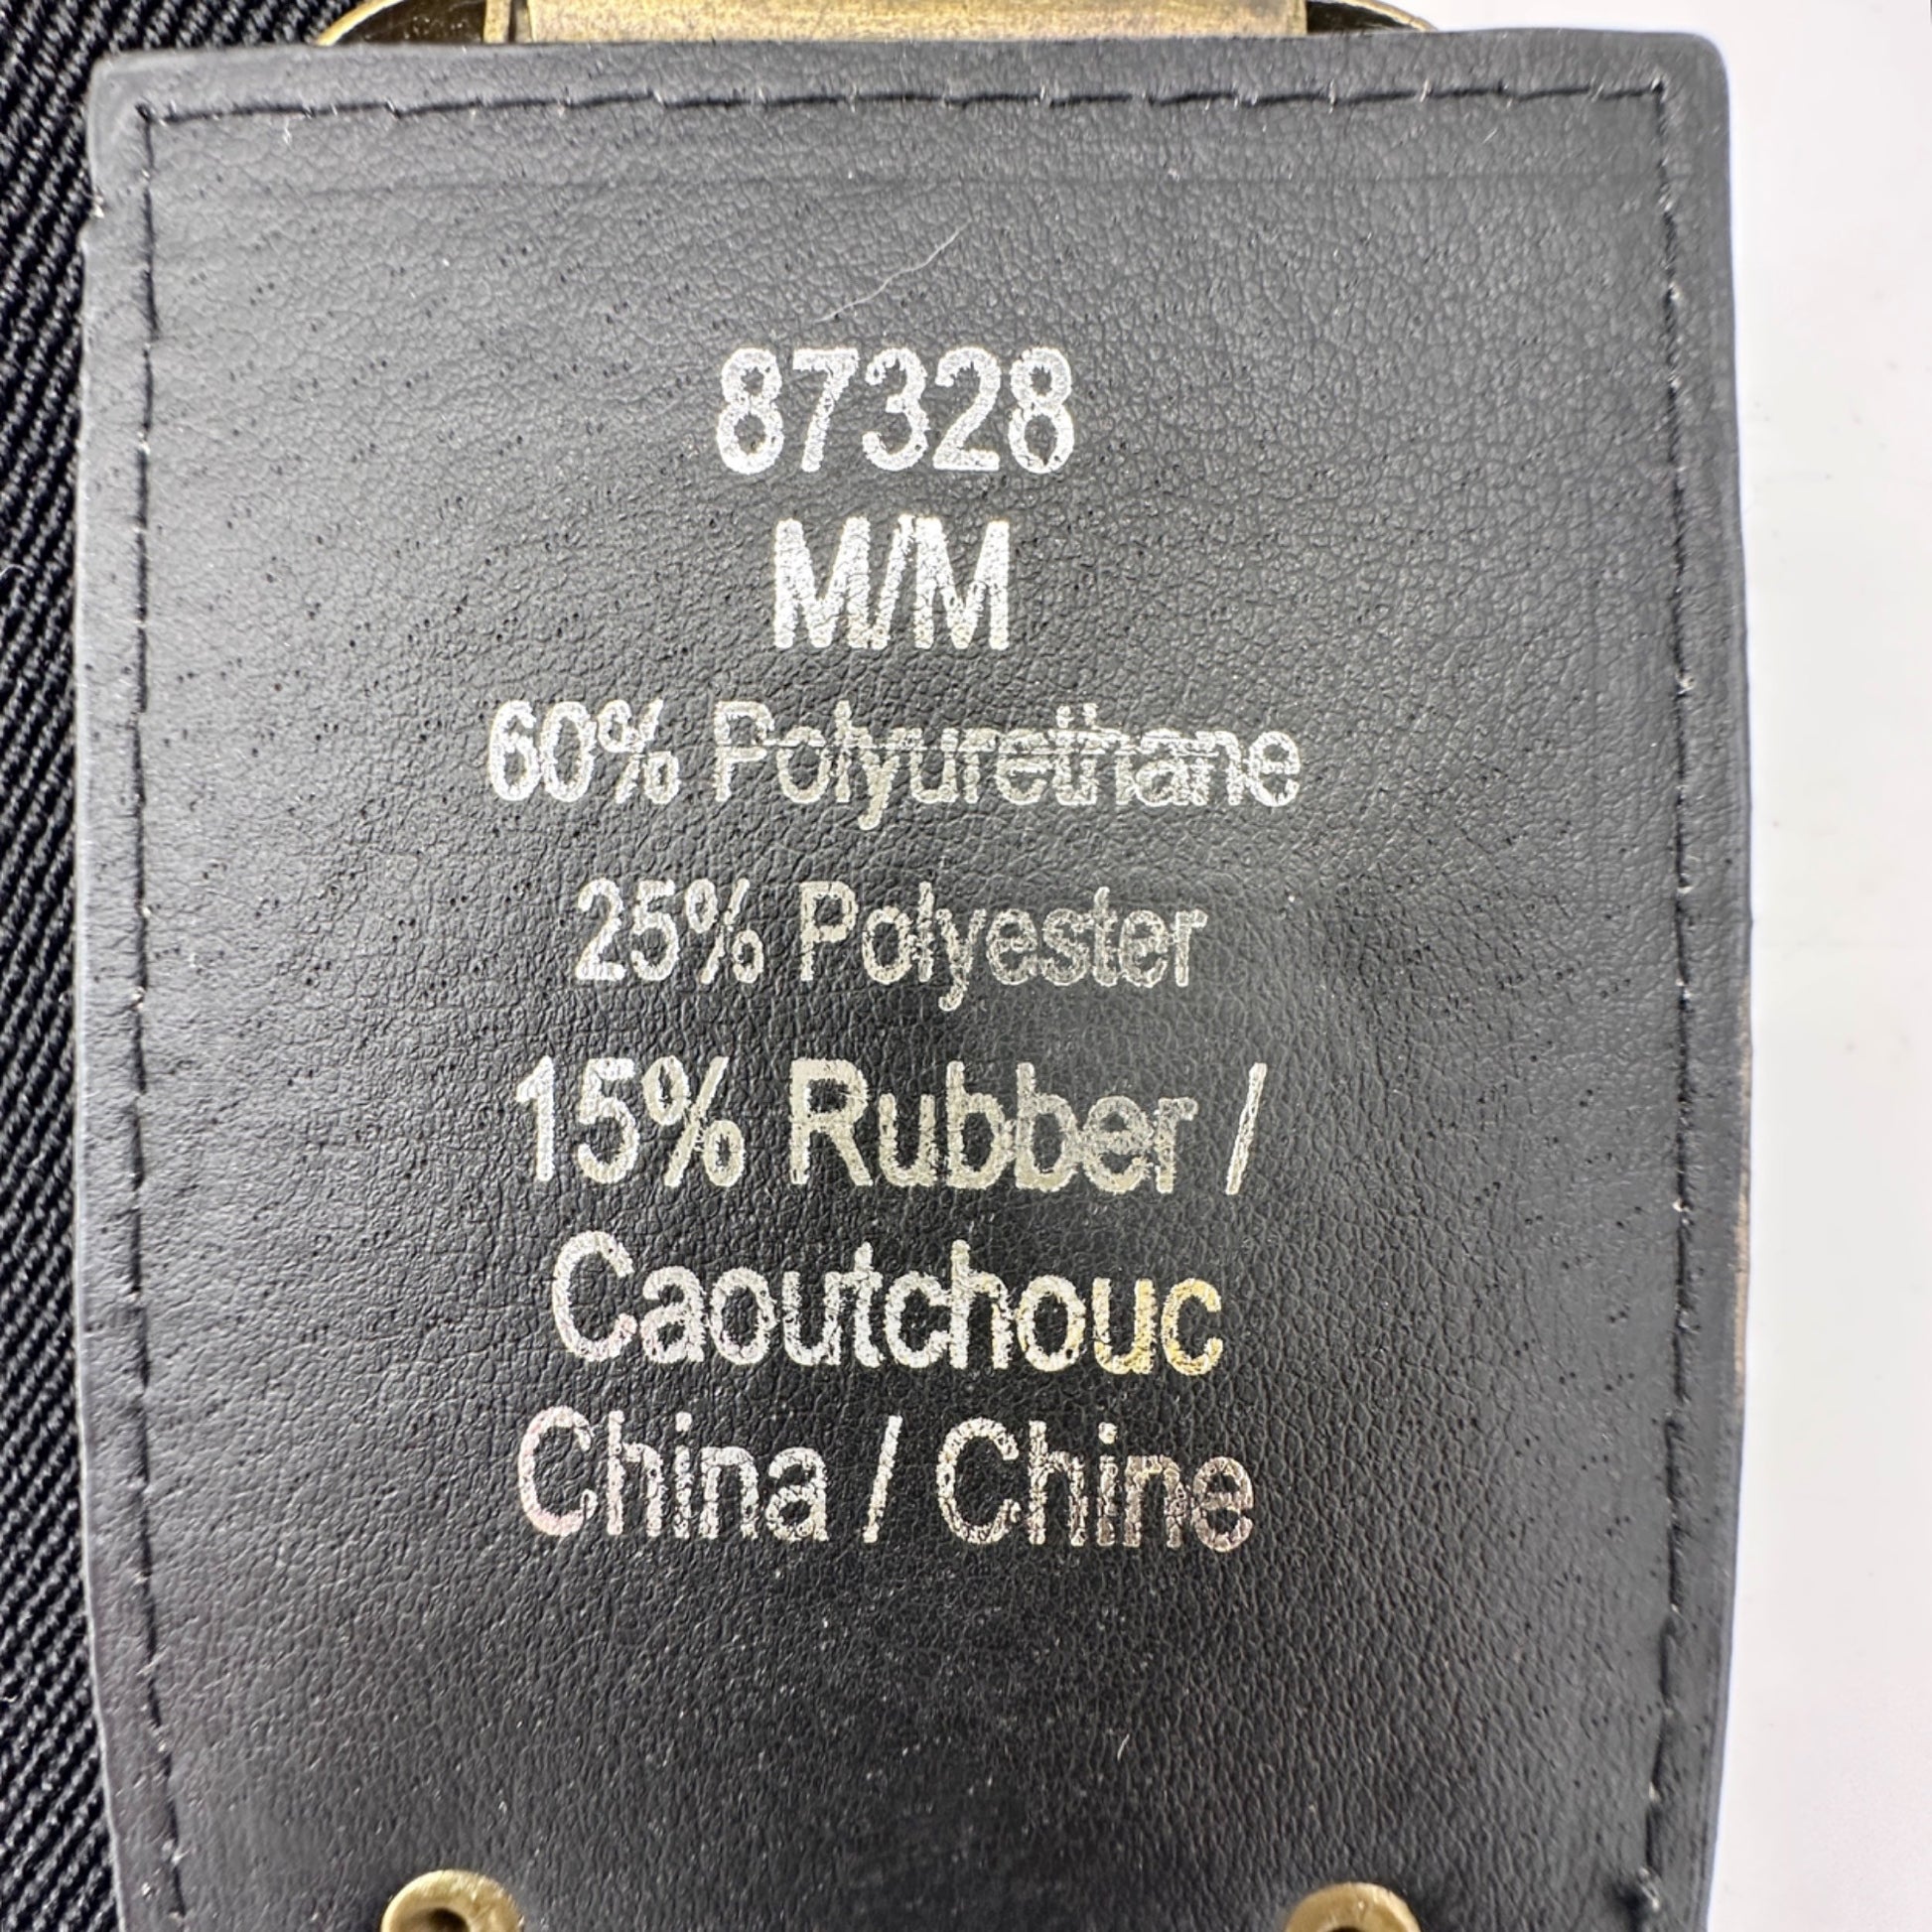 87328
M/M
60% Polyurethane
25% Polyester
15% Rubber /
Caoutchouc
China / Chine